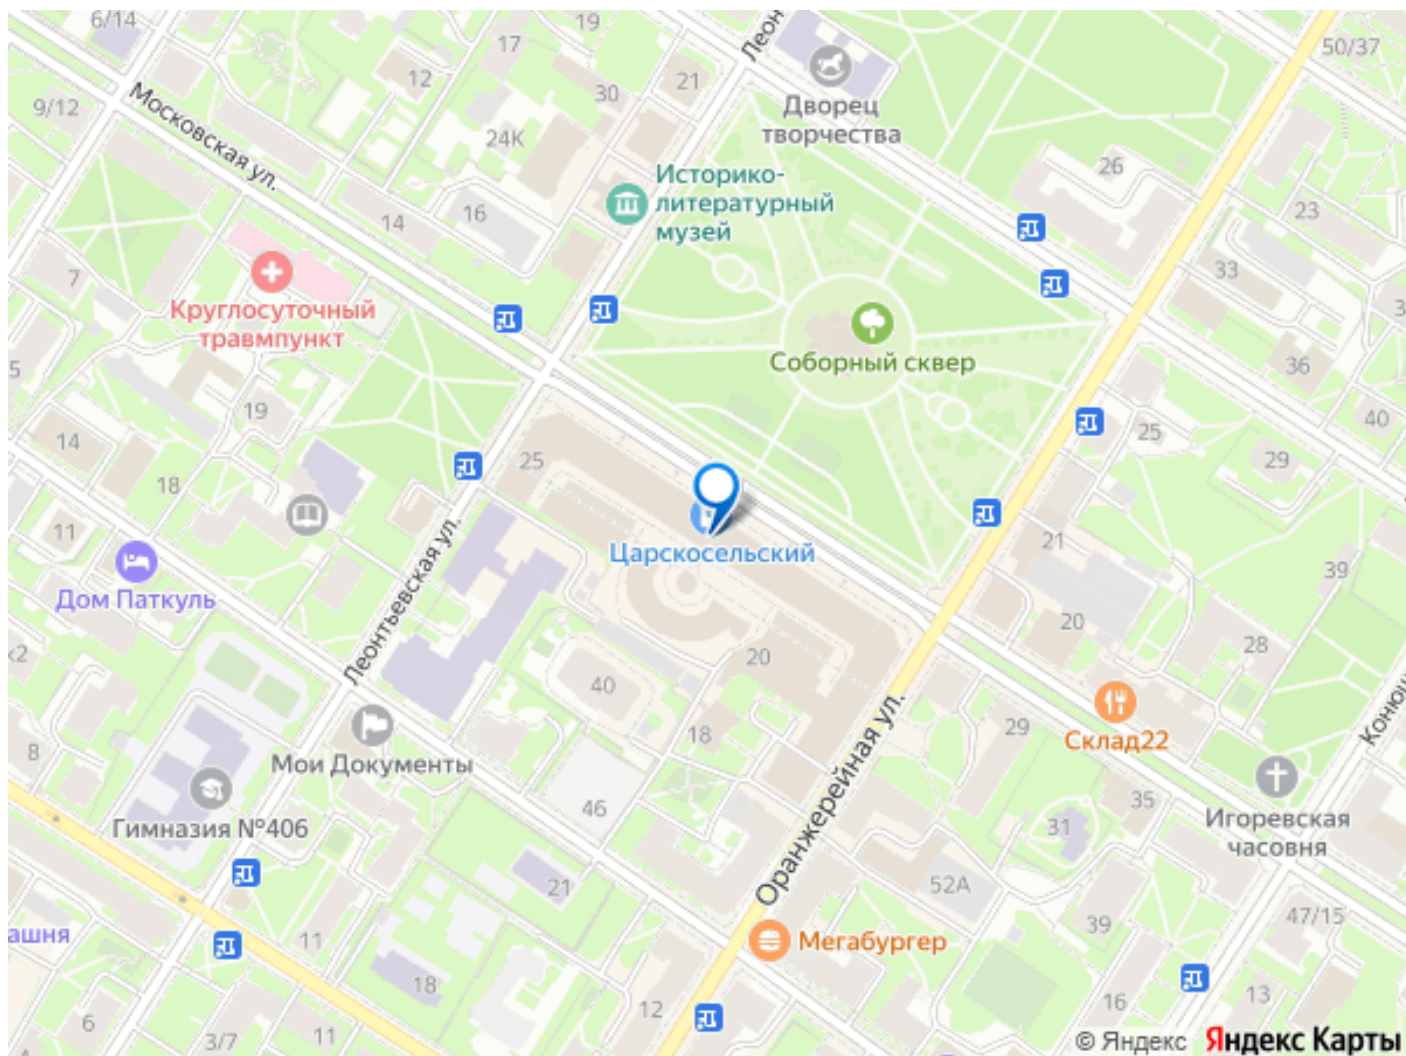 6/14
19
17
Леон
50/37
12
21
30
9/12
Московская ул.
24К
Дворец
творчества
26
Историко-
литературный
музей
16
14
23
7
33
Круглосуточный
травмпункт
Соборный сквер
3
36
5
19
40
14
25
25
29
18
11
21
Царскосельский
39
Дом Паткуль
Леонтьевская ул.
20
28
к2
20
40
Оранжерейная ул.
Конюш
18
29
Склад22
8
Мои Документы
46
35
Гимназия №406
31
Игоревская
часовня
21
52А
47/15
ашня
11
39
Мегабургер
18
12
16
13
6
3/7
11
© Яндекс Яндекс Карты